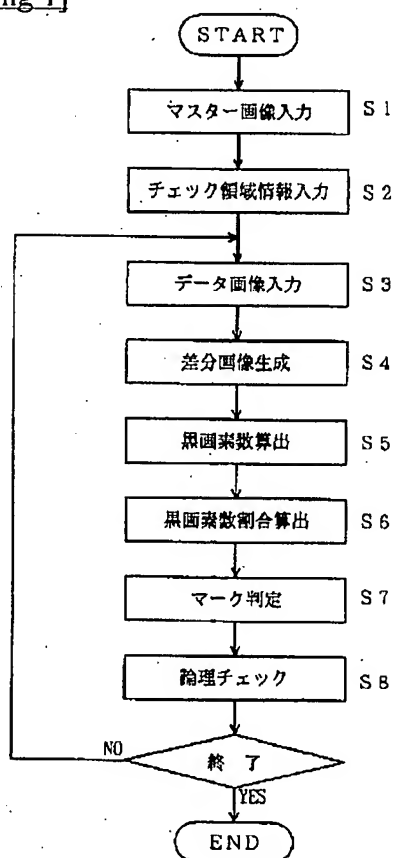 START
マスター画像入力 S1
チェック領域情報入力 S2
データ画像入力 S3
差分画像生成 S4
黒画素数算出 S5
黒画素数割合算出 S6
マーク判定 S7
論理チェック S8
NO 終了
YES
END